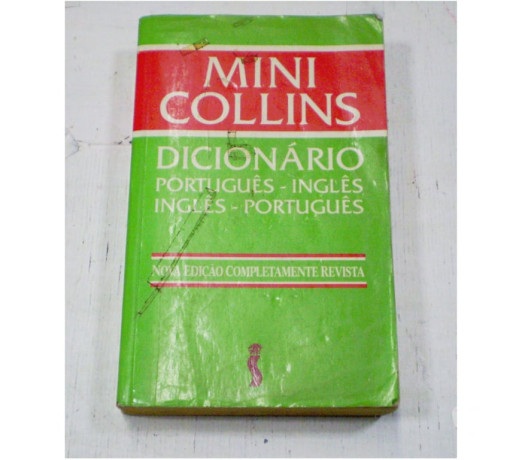 MINI
COLLINS
DICIONÁRIO
PORTUGUÊS - INGLÊS
INGLÊS - PORTUGUÊS
NOVA EDIÇÃO COMPLETAMENTE REVISTA